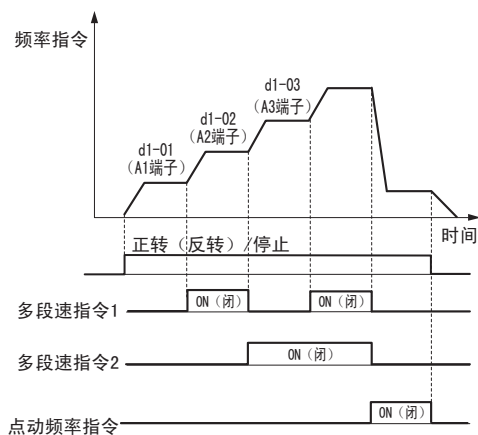 频率指令
d1-03
(A3端子)
d1-02
(A2端子)
d1-01
(A1端子)
时间
正转(反转)/停止
多段速指令1
ON(闭)
ON(闭)
多段速指令2
ON(闭)
点动频率指令
ON(闭)